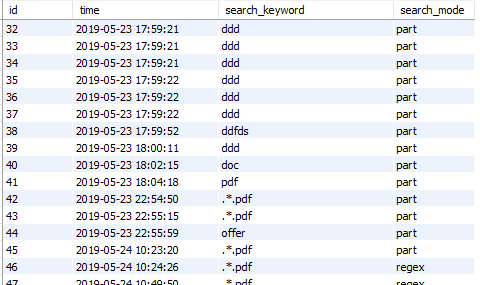 id time search_keyword search_mode
32 2019-05-23 17:59:21 ddd part
33 2019-05-23 17:59:21 ddd part
34 2019-05-23 17:59:21 ddd part
35 2019-05-23 17:59:22 ddd part
36 2019-05-23 17:59:22 ddd part
37 2019-05-23 17:59:22 ddd part
38 2019-05-23 17:59:52 ddfds part
39 2019-05-23 18:00:11 ddd part
40 2019-05-23 18:02:15 doc part
41 2019-05-23 18:04:18 pdf part
42 2019-05-23 22:54:50 .*.pdf part
43 2019-05-23 22:55:15 .*.pdf part
44 2019-05-23 22:55:59 offer part
45 2019-05-24 10:23:20 .*.pdf part
46 2019-05-24 10:24:26 .*.pdf regex
47 2019-05-24 10:49:50 .*.pdf regex